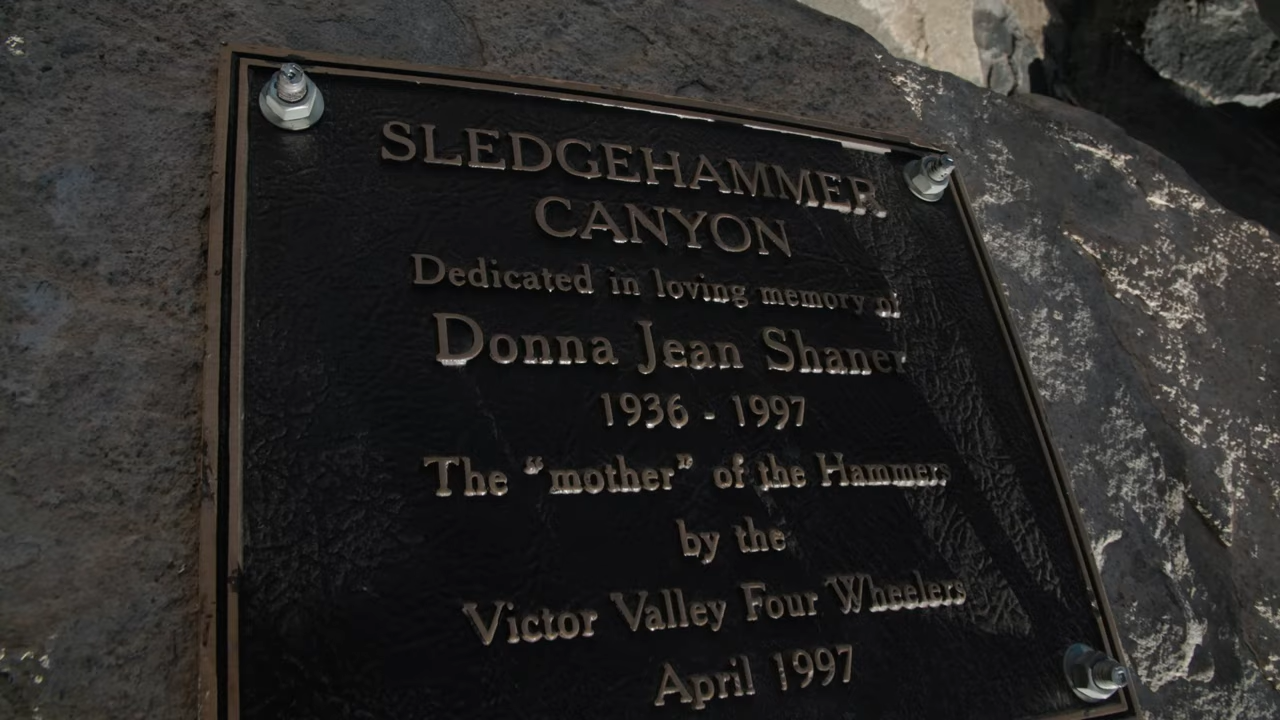 SLEDGEHAMMER
CANYON
Dedicated in loving memory of
Donna Jean Shaner
1936 - 1997
The “mother” of the Hammers
by the
Victor Valley Four Wheelers
April 1997